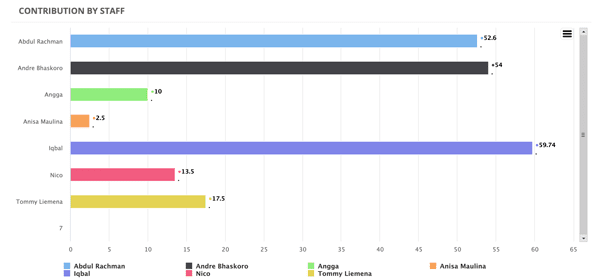 CONTRIBUTION BY STAFF
Abdul Rachman
52.6
Andre Bhaskoro
54
Angga
10
Anisa Maulina
2.5
Iqbal
59.74
Nico
13.5
Tommy Liemena
17.5
7
0 5 10 15 20 25 30 35 40 45 50 55 60 65
Abdul Rachman Andre Bhaskoro Angga Anisa Maulina
Iqbal Nico Tommy Liemena